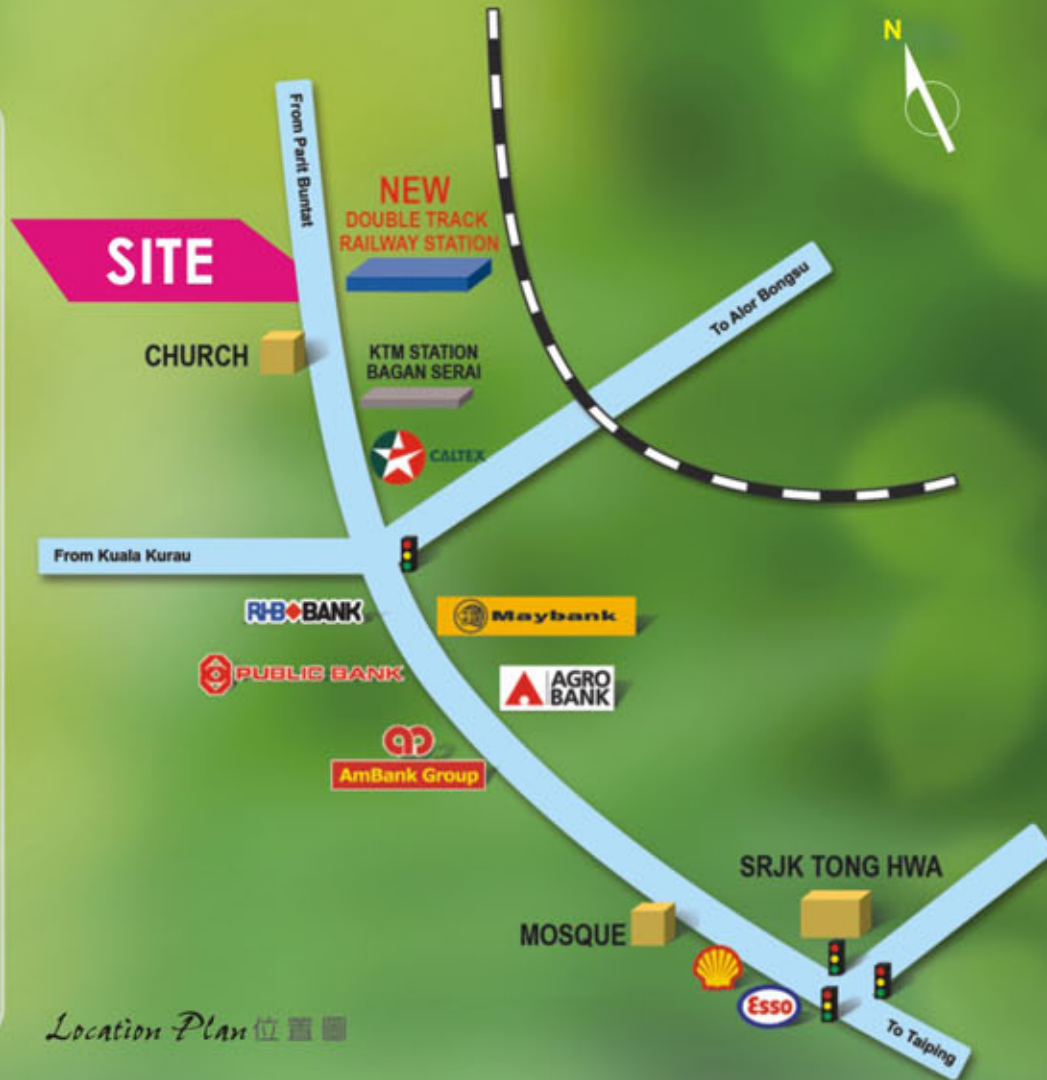 N
From Parit Buntat
NEW
DOUBLE TRACK
RAILWAY STATION
SITE
To Alor Bongsu
CHURCH
KTM STATION
BAGAN SERAI
CALTEX
From Kuala Kurau
RHB BANK
Maybank
PUBLIC BANK
AGRO
BANK
AmBank Group
SRJK TONG HWA
MOSQUE
Esso
To Taiping
Location Plan 位置圖